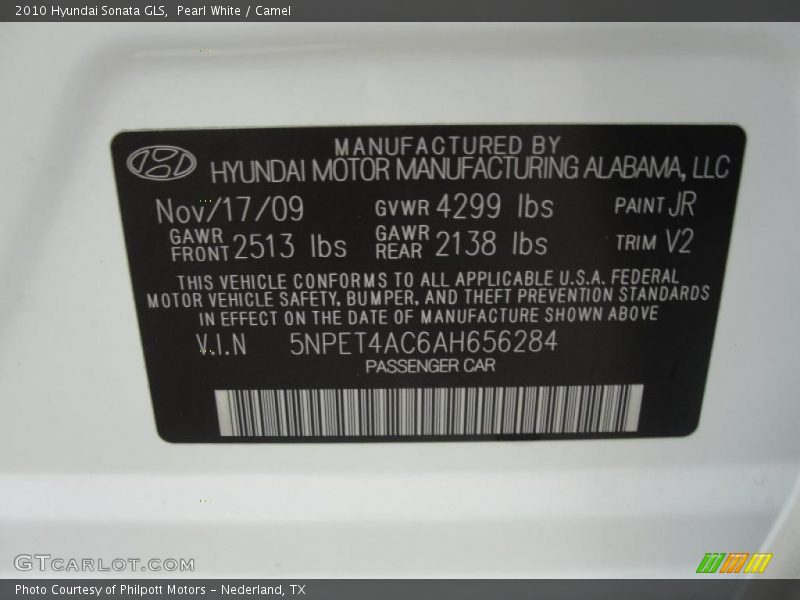 2010 Hyundai Sonata GLS,  Pearl White / Camel
MANUFACTURED BY
HYUNDAI MOTOR MANUFACTURING ALABAMA, LLC
Nov/17/09 GVWR 4299 lbs PAINT JR
GAWR FRONT 2513 lbs GAWR REAR 2138 lbs TRIM V2
THIS VEHICLE CONFORMS TO ALL APPLICABLE U.S.A. FEDERAL
MOTOR VEHICLE SAFETY, BUMPER, AND THEFT PREVENTION STANDARDS
IN EFFECT ON THE DATE OF MANUFACTURE SHOWN ABOVE
V.I.N 5NPET4AC6AH656284
PASSENGER CAR
GTCARLOT.COM
Photo Courtesy of Philpott Motors - Nederland, TX